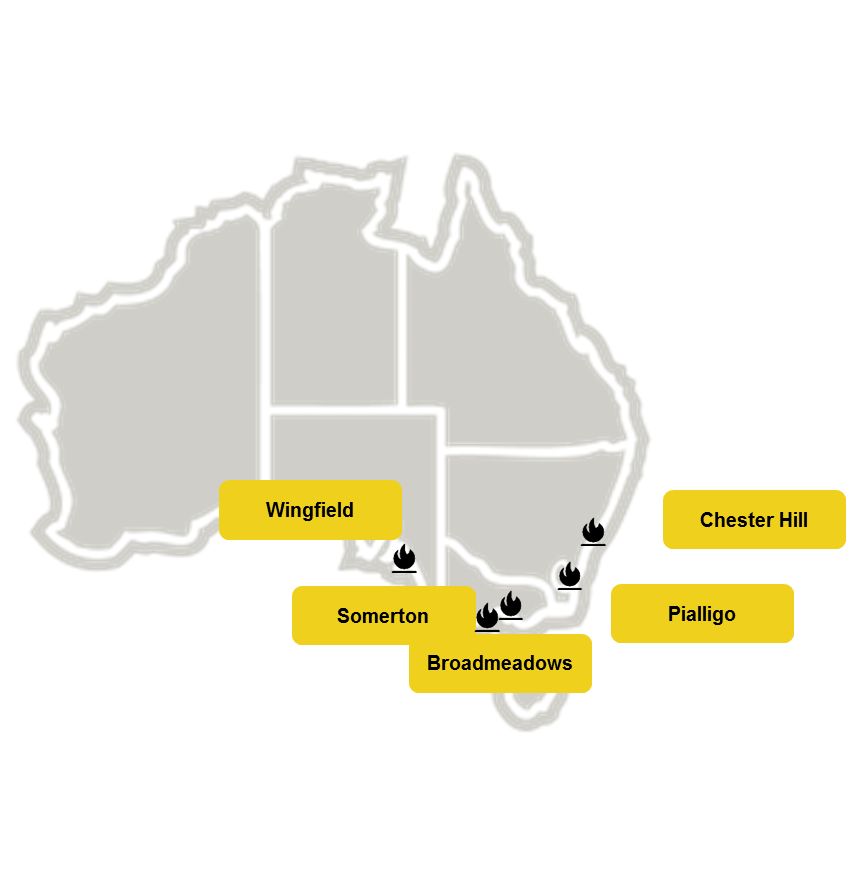 Wingfield
Chester Hill
Somerton
Pialligo
Broadmeadows